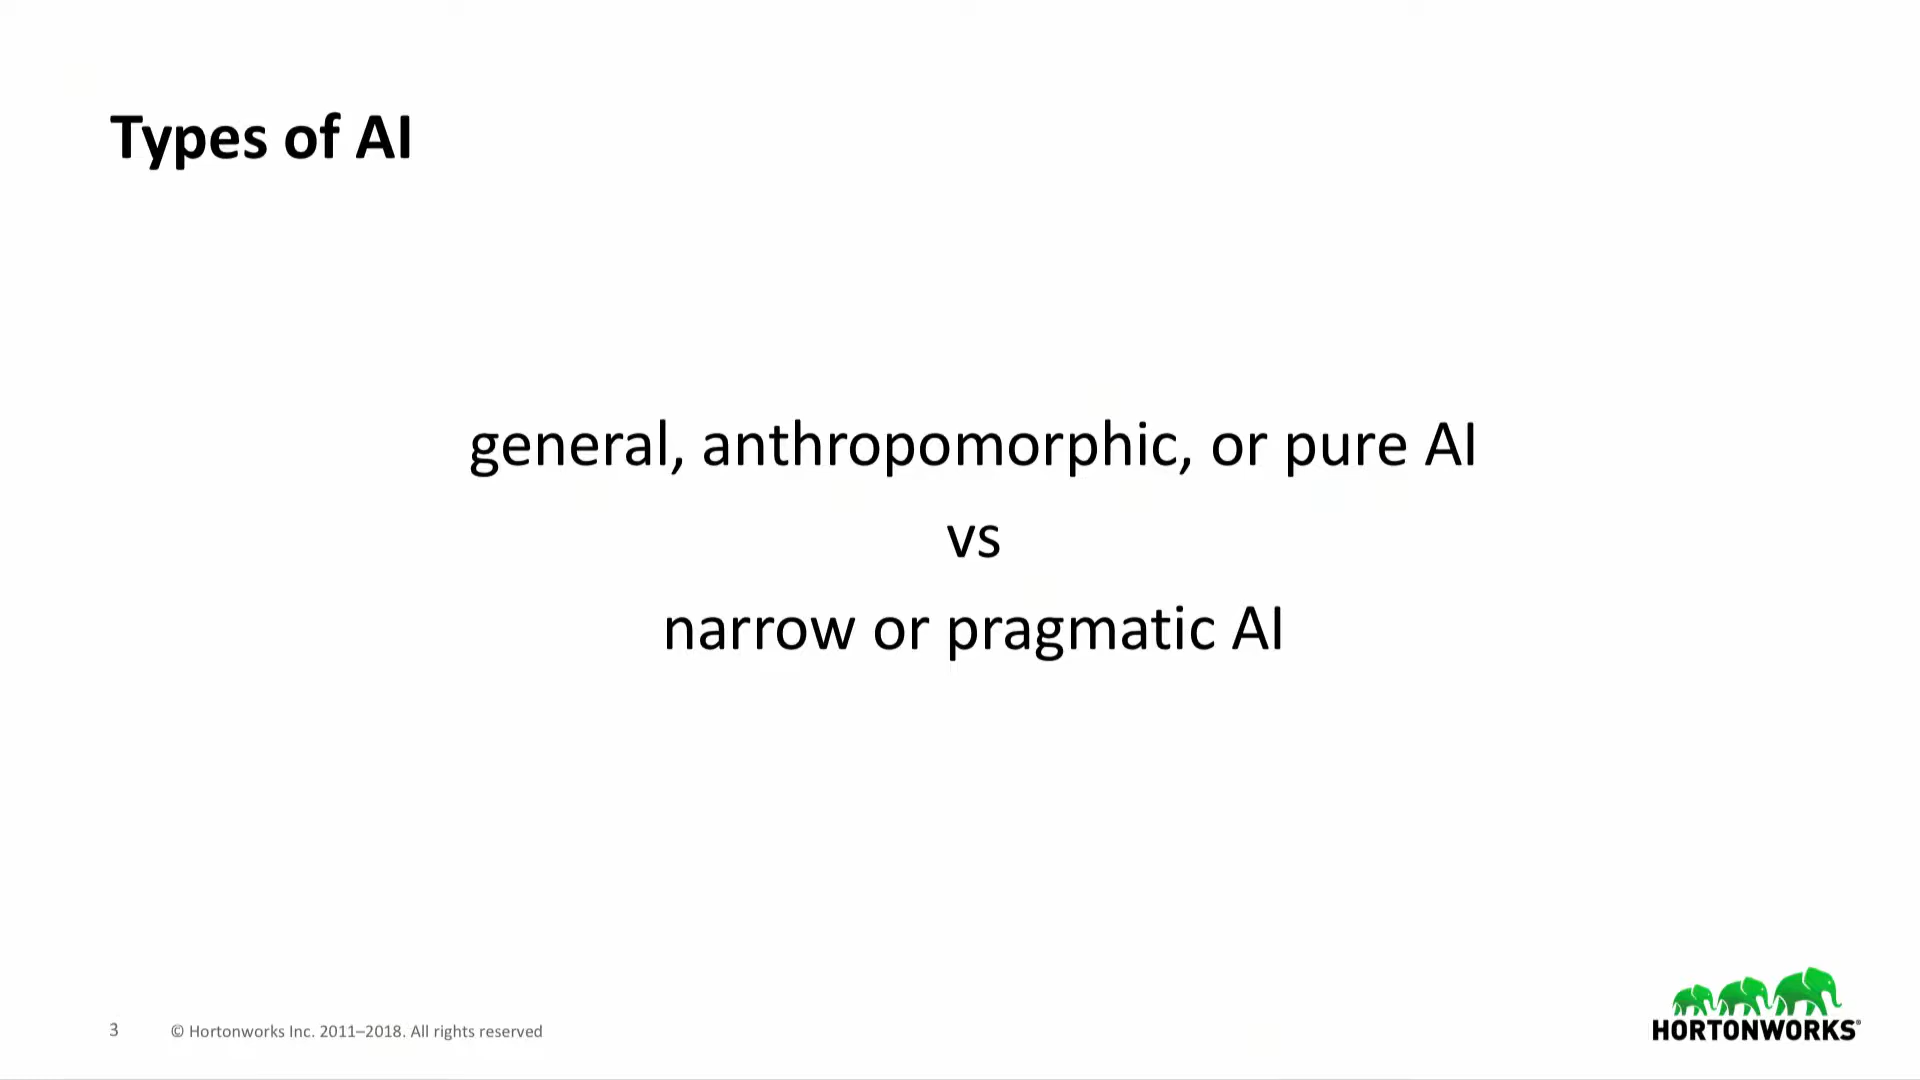 Types of AI
general, anthropomorphic, or pure AI
vs
narrow or pragmatic AI
3
© Hortonworks Inc. 2011–2018. All rights reserved
HORTONWORKS®